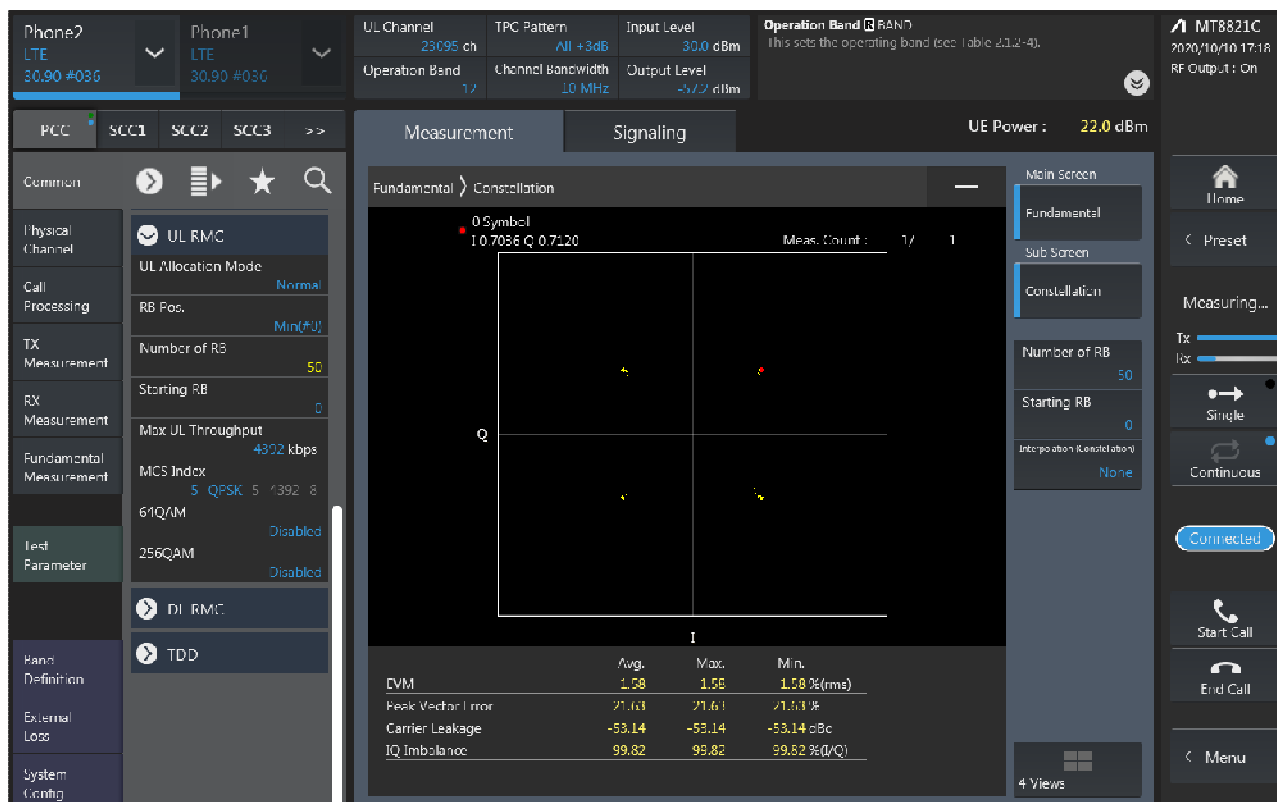 Phone2
LTE
30.90 #036
Phone1
LTE
30.90 #036
UL Channel
23095 ch
TPC Pattern
All +3dB
Input Level
30.0 dBm
Operation Band
12
Channel Bandwidth
10 MHz
Output Level
-57.2 dBm
Operation Band R BAND
This sets the operating band (see Table 2.1.2-4).
MT8821C
2020/10/10 17:18
RF Output : On
PCC
SCC1
SCC2
SCC3
>>
Measurement
Signaling
UE Power :
22.0 dBm
Common
Physical
Channel
Call
Processing
TX
Measurement
RX
Measurement
Fundamental
Measurement
Test
Parameter
Band
Definition
External
Loss
System
Config
UL RMC
UL Allocation Mode
Normal
RB Pos.
Min(#0)
Number of RB
50
Starting RB
0
Max UL Throughput
4392 kbps
MCS Index
5 QPSK 5 4392 8
64QAM
Disabled
256QAM
Disabled
DL RMC
TDD
Fundamental
Constellation
0 Symbol
I 0.7036 Q 0.7120
Meas. Count : 1/ 1
Q
I
Avg. Max. Min.
EVM 1.58 1.58 1.58 %(rms)
Peak Vector Error 21.63 21.63 21.63 %
Carrier Leakage -53.14 -53.14 -53.14 dBc
IQ Imbalance 99.82 99.82 99.82 %(I/Q)
Main Screen
Fundamental
Sub Screen
Constellation
Number of RB
50
Starting RB
0
Interpolation (Constellation)
None
4 Views
Home
Preset
Measuring...
Tx
Rx
Single
Continuous
Connected
Start Call
End Call
Menu